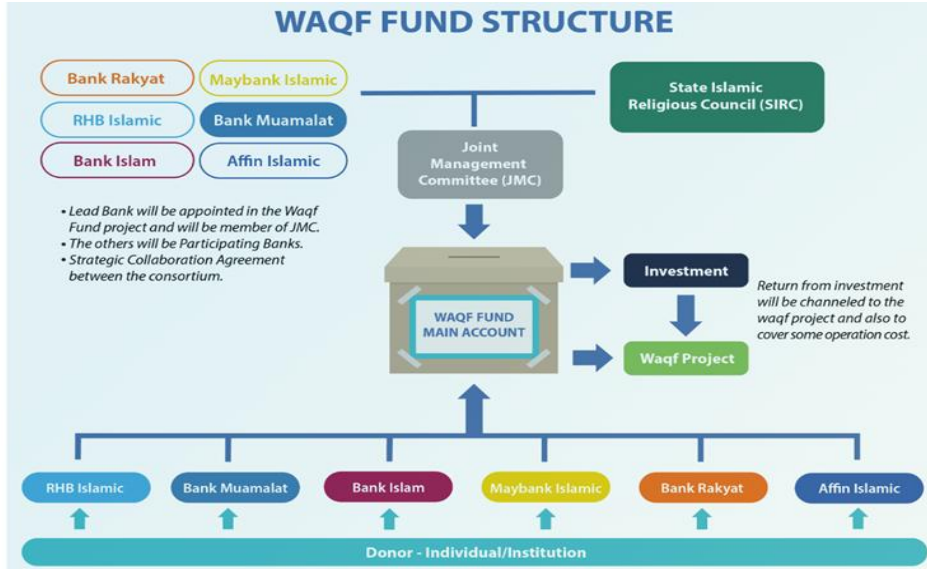 WAQF FUND STRUCTURE
Bank Rakyat
Maybank Islamic
RHB Islamic
Bank Muamalat
Bank Islam
Affin Islamic
State Islamic
Religious Council (SIRC)
Joint
Management
Committee (JMC)
• Lead Bank will be appointed in the Waqf
Fund project and will be member of JMC.
• The others will be Participating Banks.
• Strategic Collaboration Agreement
between the consortium.
WAQF FUND
MAIN ACCOUNT
Investment
Return from investment
will be channeled to the
waqf project and also to
cover some operation cost.
Waqf Project
RHB Islamic
Bank Muamalat
Bank Islam
Maybank Islamic
Bank Rakyat
Affin Islamic
Donor - Individual/Institution